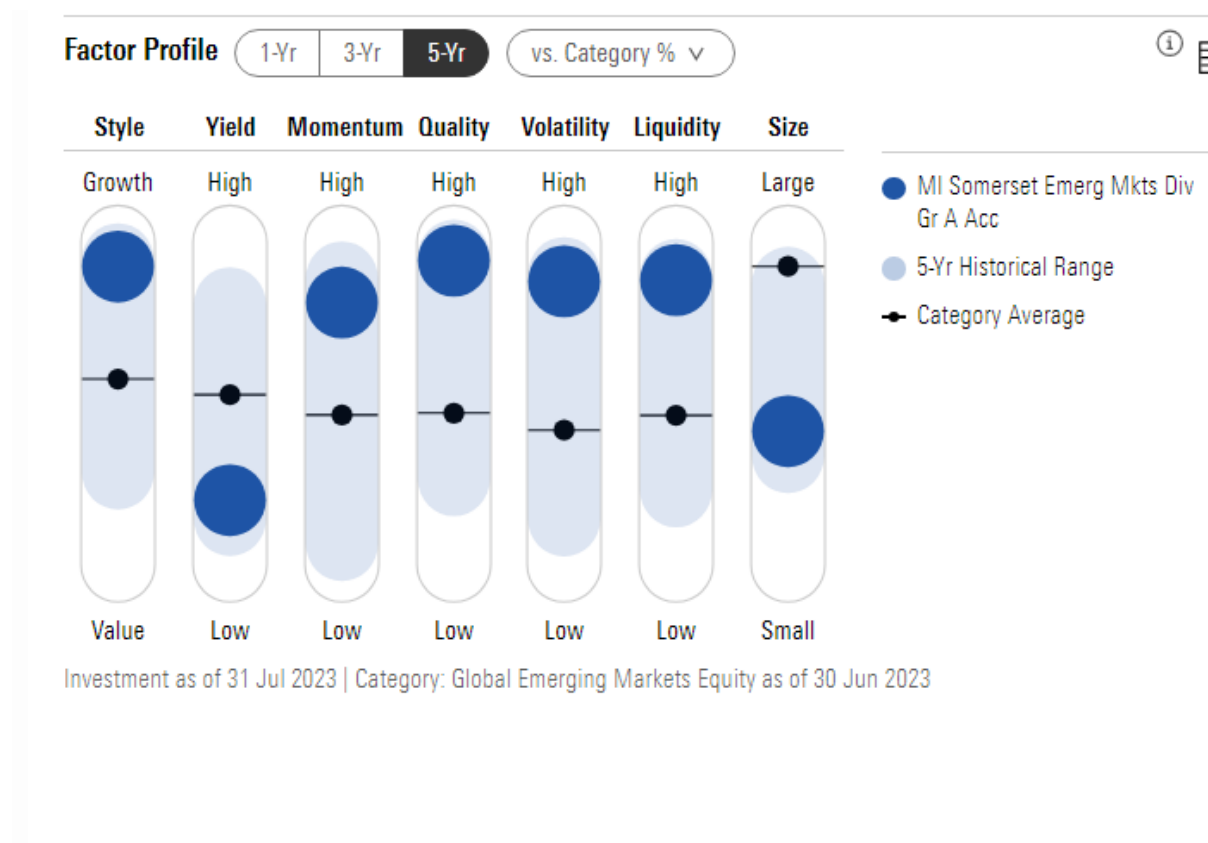 Factor Profile 1-Yr 3-Yr 5-Yr vs. Category %
Style Yield Momentum Quality Volatility Liquidity Size
Growth High High High High High Large
MI Somerset Emerg Mkts Div
Gr A Acc
5-Yr Historical Range
Category Average
Value Low Low Low Low Low Small
Investment as of 31 Jul 2023 | Category: Global Emerging Markets Equity as of 30 Jun 2023